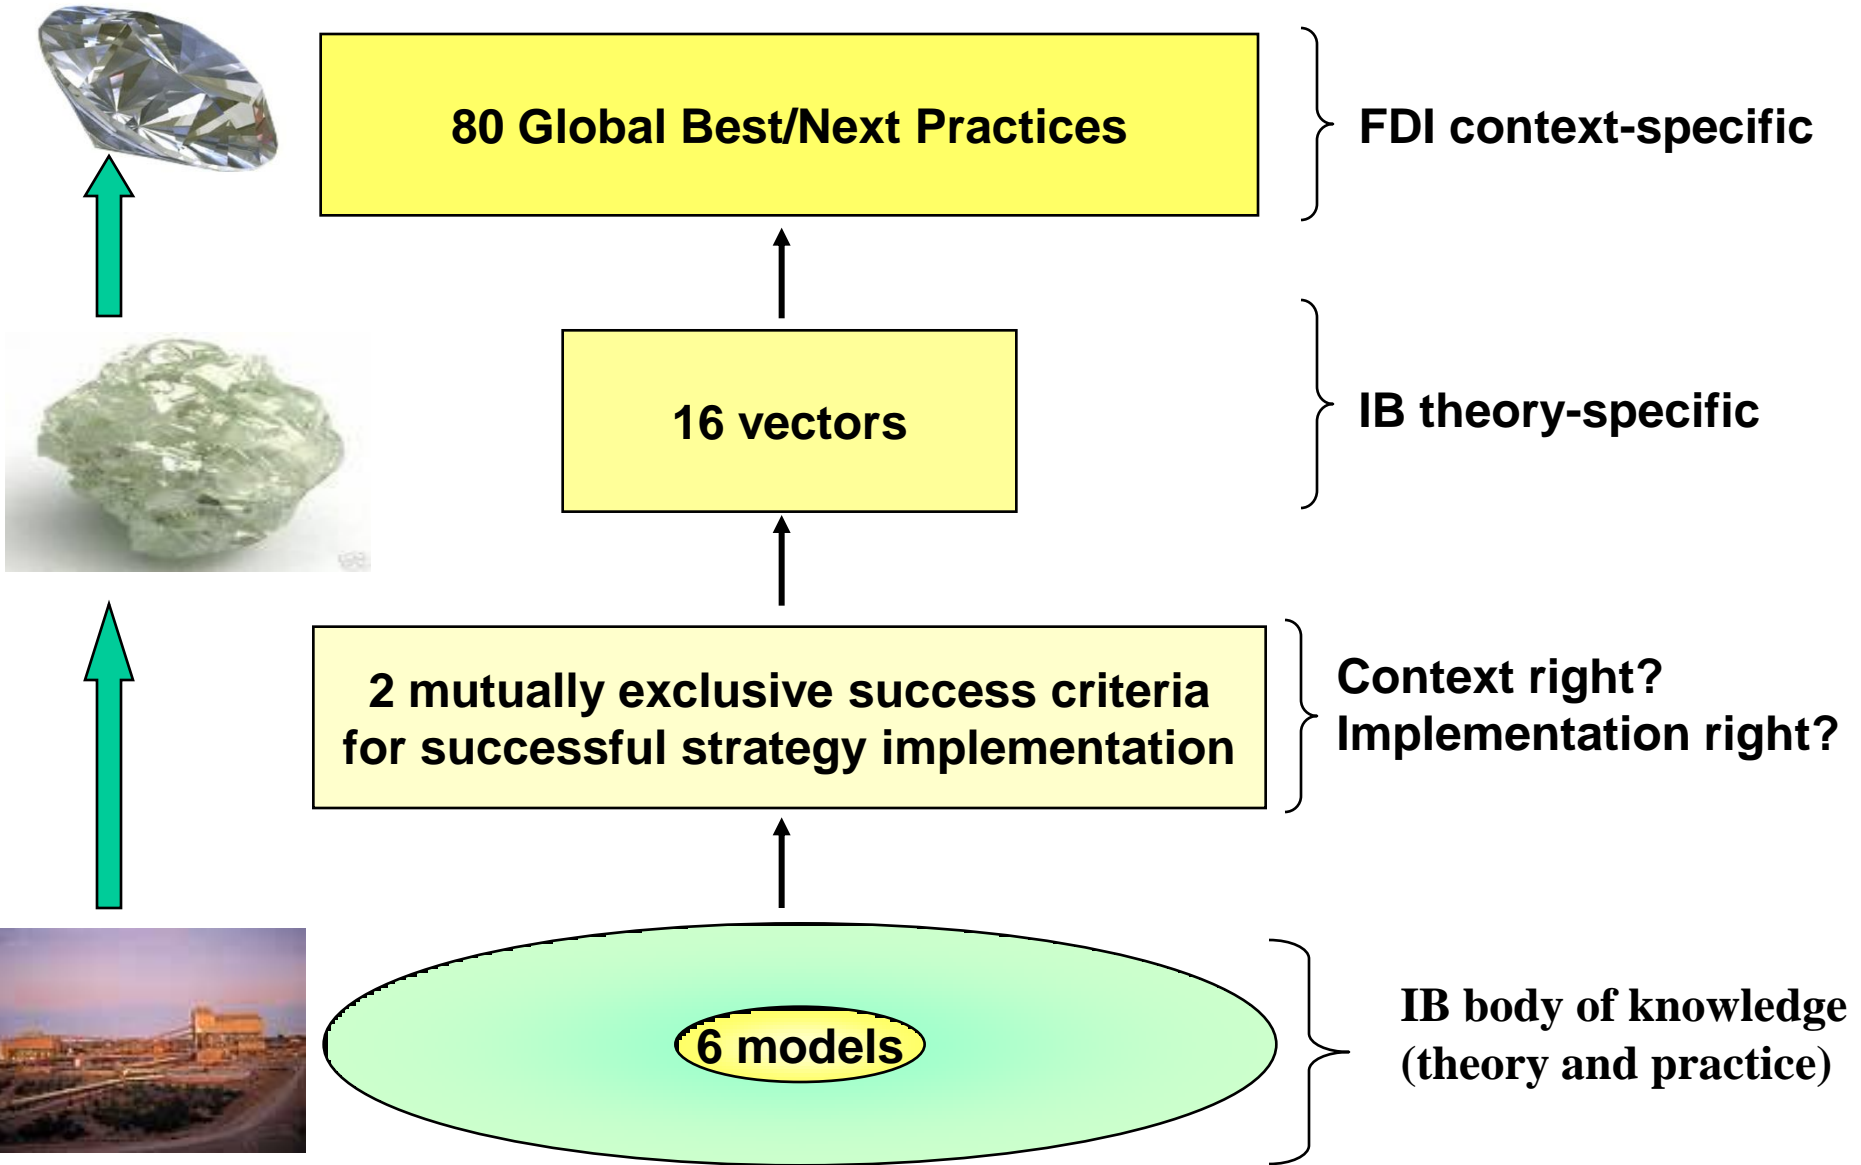 80 Global Best/Next Practices
FDI context-specific
16 vectors
IB theory-specific
2 mutually exclusive success criteria
for successful strategy implementation
Context right?
Implementation right?
6 models
IB body of knowledge
(theory and practice)